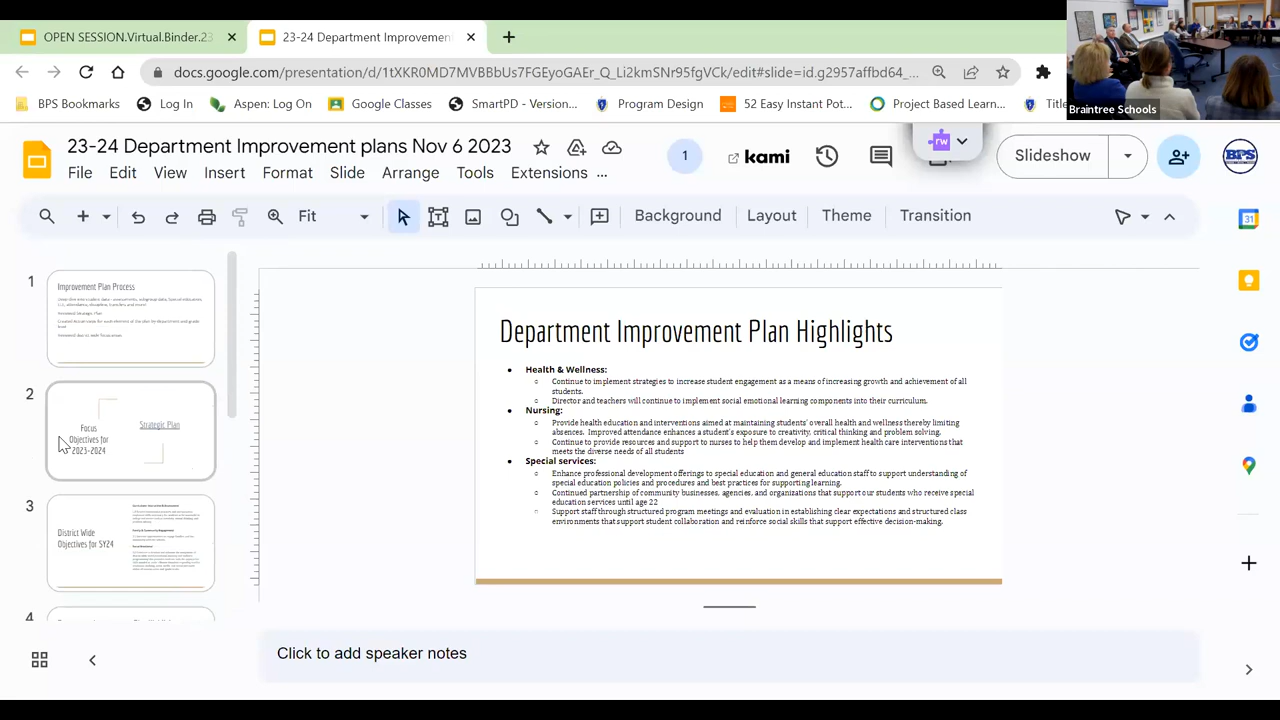 OPEN SESSION.Virtual.Binder.23
23-24 Department Improvement
docs.google.com/presentation/d/1tXKR0MD7MVBBbUs7FGEyoGAEr_Q_Li2kmSNr95fgVCk/edit#slide=id.g2957affbd64_...
BPS Bookmarks
Log In
Aspen: Log On
Google Classes
SmartPD - Version...
Program Design
52 Easy Instant Pot...
Project Based Learn...
Braintree Schools
23-24 Department Improvement plans Nov 6 2023
1
kami
rw
Slideshow
BPS
File Edit View Insert Format Slide Arrange Tools Extensions ...
Fit
Background
Layout
Theme
Transition
31
1
Improvement Plan Process
2
Focus
Objectives for
2023-2024
Strategic Plan
3
District Wide
Objectives for SY24
4
Department Improvement Plan Highlights
Health & Wellness:
Continue to implement strategies to increase student engagement as a means of increasing growth and achievement of all
students.
Director and teachers will continue to implement social emotional learning components into their curriculum.
Nursing:
Provide health education and interventions aimed at maintaining students' overall health and wellness thereby limiting
absences. Improved attendance enhances a student's exposure to creativity, critical thinking and problem solving.
Continue to provide resources and support to nurses to help them develop and implement health care interventions that
meets the diverse needs of all students
Special services:
Enhance professional development offerings to special education and general education staff to support understanding of
special education policies and procedures and best practices for supporting learning.
Continued partnership of community businesses, agencies, and organizations that support our students who receive special
education services until age 22
Support staff through structured program meetings and evaluation in establishing communication and structured class
environments that support student collaboration and reinforce social skills that support effective decision-making.
Click to add speaker notes